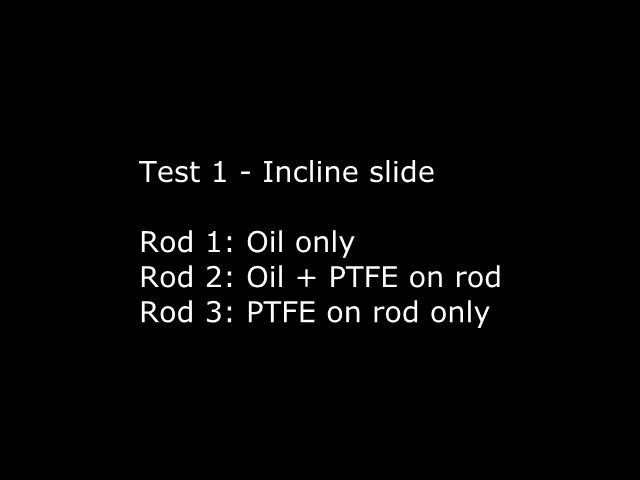 Test 1 - Incline slide
Rod 1: Oil only
Rod 2: Oil + PTFE on rod
Rod 3: PTFE on rod only